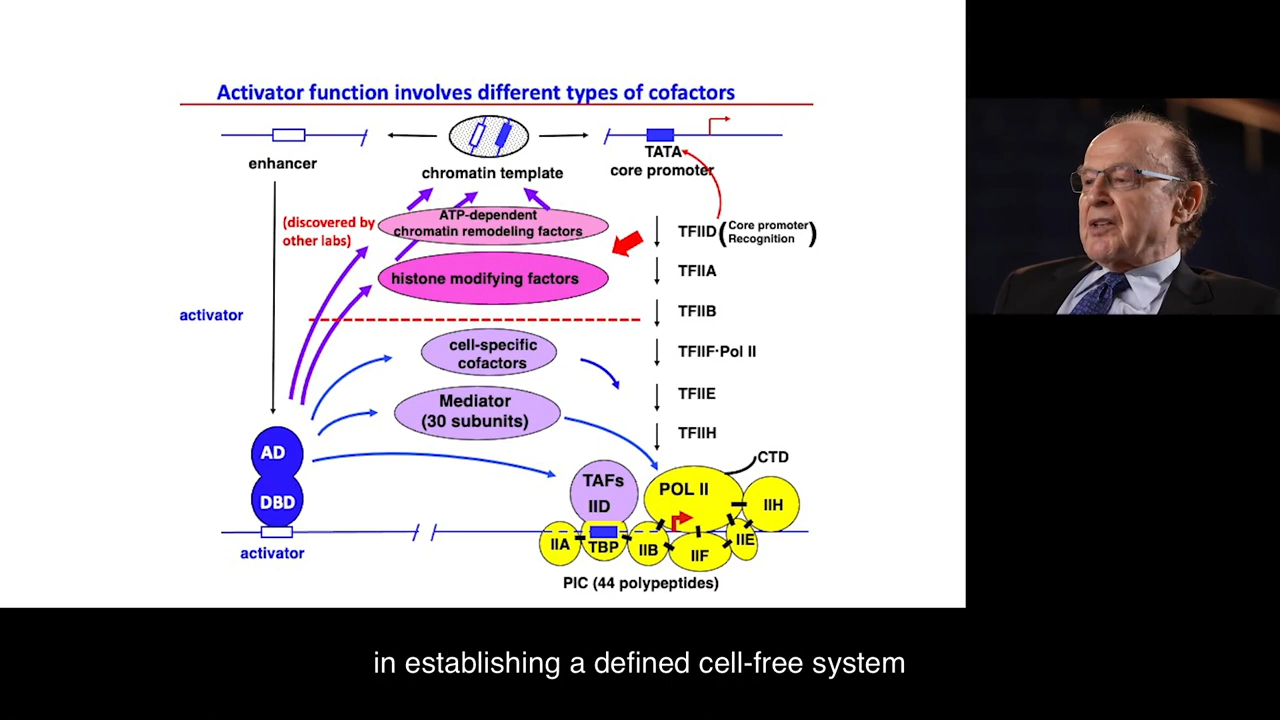 Activator function involves different types of cofactors
enhancer
chromatin template
TATA
core promoter
(discovered by
other labs)
ATP-dependent
chromatin remodeling factors
TFIID
(Core promoter
Recognition)
histone modifying factors
TFIIA
activator
TFIIB
cell-specific
cofactors
TFIIF·Pol II
Mediator
(30 subunits)
TFIIE
TFIIH
AD
DBD
CTD
TAFs
IID
POL II
IIH
IIA
TBP
IIB
IIF
IIE
activator
PIC (44 polypeptides)
in establishing a defined cell-free system